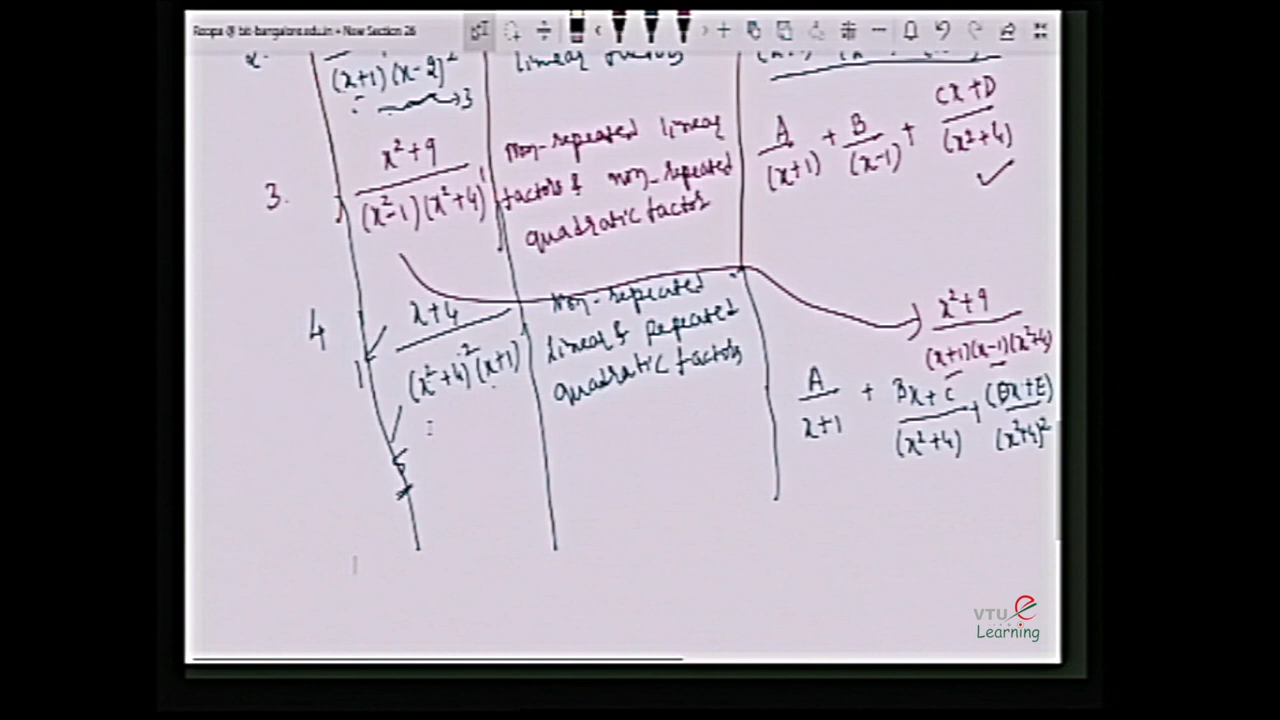 Roopa @ bit-bangalore.edu.in • New Section 26
2.
(x+1)(x-2)²
→3
linear factors
3.
x²+9
(x²-1)(x²+4)
Non-repeated linear
factors & non-repeated
quadratic factor
A/(x+1) + B/(x-1) + Cx+D/(x²+4)
x²+9
(x+1)(x-1)(x²+4)
4
x+4
(x²+4)²(x+1)
Non-repeated
linear & repeated
quadratic factors
A/x+1 + Bx+C/(x²+4) + (Dx+E)/(x²+4)²
VTU e
Learning